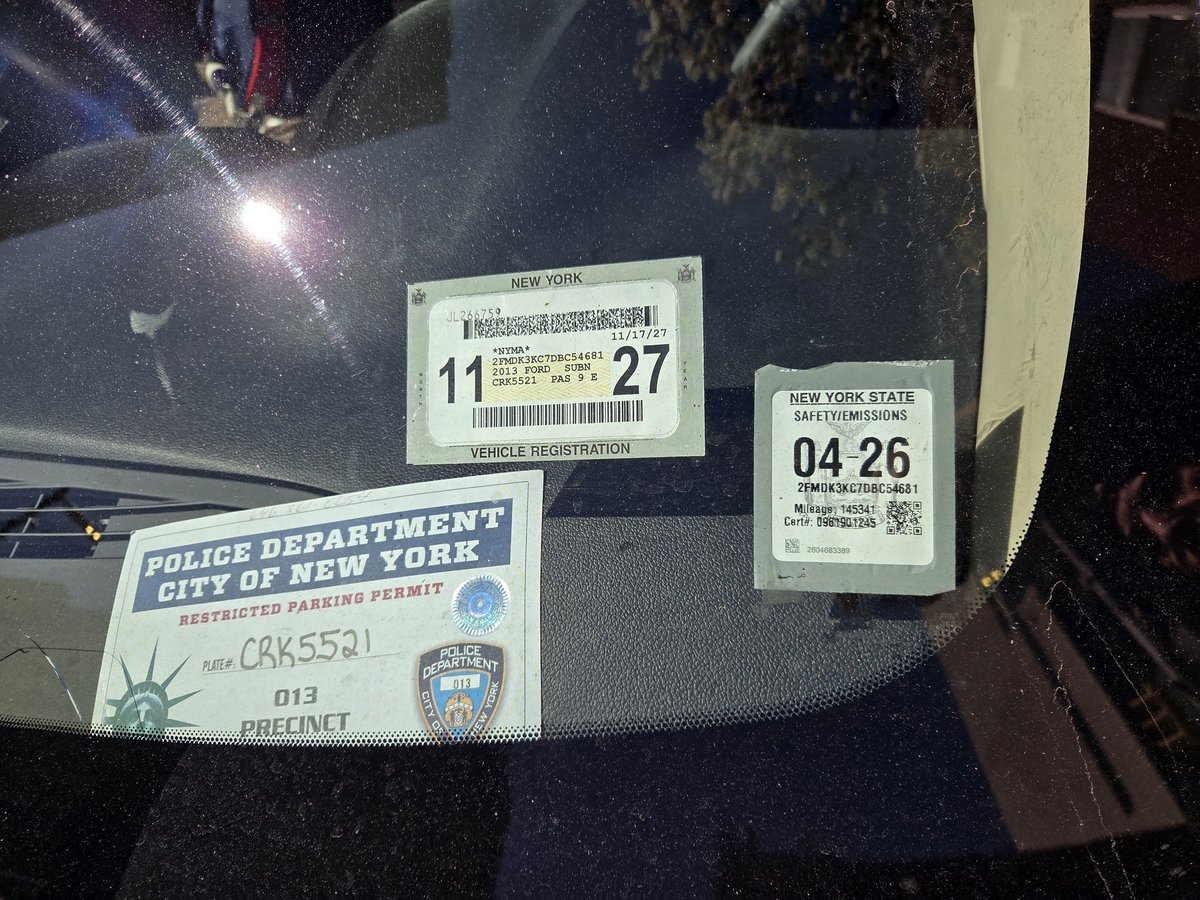 NEW YORK
JL266759
11/17/27
*NYMA*
2FMDK3KC7DBC54681
2013 FORD SUBN
CRK5521 PAS 9 E
MONTH
11
27
YEAR
VEHICLE REGISTRATION
NEW YORK STATE
SAFETY/EMISSIONS
04-26
2FMDK3KC7DBC54681
Mileage: 145341
Cert#: 0961901245
2604683389
POLICE DEPARTMENT
CITY OF NEW YORK
RESTRICTED PARKING PERMIT
PLATE#: CRK5521
013
PRECINCT
POLICE
DEPARTMENT
013
CITY OF NEW YORK